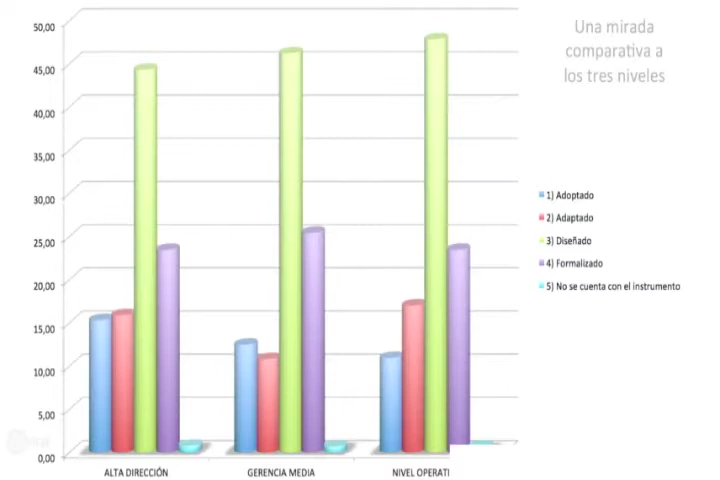 Una mirada
comparativa a
los tres niveles
50,00
45,00
40,00
35,00
30,00
25,00
20,00
15,00
10,00
5,00
0,00
1) Adoptado
2) Adaptado
3) Diseñado
4) Formalizado
5) No se cuenta con el instrumento
ALTA DIRECCIÓN
GERENCIA MEDIA
NIVEL OPERATI